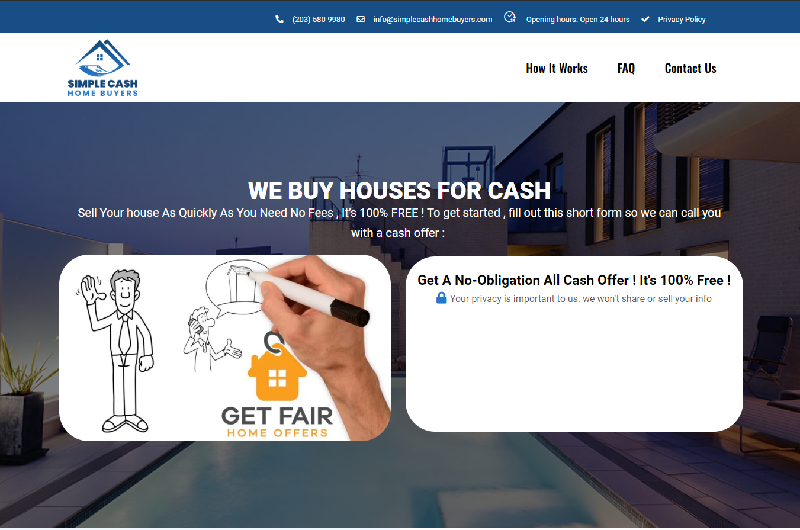 (203) 680-9980 info@simplecashhomebuyers.com Opening hours: Open 24 hours Privacy Policy
SIMPLE CASH
HOME BUYERS
How It Works FAQ Contact Us
WE BUY HOUSES FOR CASH
Sell Your house As Quickly As You Need No Fees , It's 100% FREE ! To get started , fill out this short form so we can call you
with a cash offer :
GET FAIR
HOME OFFERS
Get A No-Obligation All Cash Offer ! It's 100% Free !
Your privacy is important to us. we won't share or sell your info